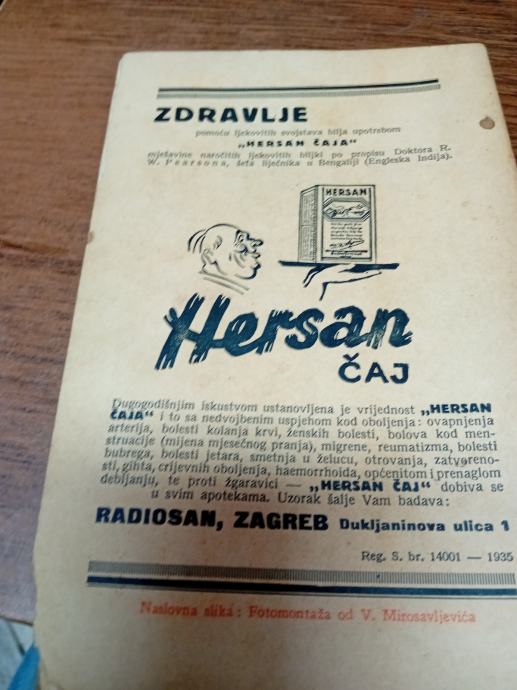 ZDRAVLJE
pomoću ljekovitih svojstava bilja upotrebom
„HERSAN ČAJA“
mješavine naročitih ljekovitih biljki po propisu Doktora R.
W. Pearsona, šefa liječnika u Bengaliji (Engleska Indija).
HERSAN
Hersan
ČAJ
Dugogodišnjim iskustvom ustanovljena je vrijednost „HERSAN
ČAJA“ i to sa nedvojbenim uspjehom kod oboljenja: ovapnjenja
arterija, bolesti kolanja krvi, ženskih bolesti, bolova kod men-
struacije (mijena mjesečnog pranja), migrene, reumatizma, bolesti
bubrega, bolesti jetara, smetnja u želucu, otrovanja, zatvoreno-
sti, gihta, crijevnih oboljenja, haemorrhoida, općenitom i prenaglom
debljanju, te proti žgaravici — „HERSAN ČAJ“ dobiva se
u svim apotekama. Uzorak šalje Vam badava:
RADIOSAN, ZAGREB Dukljaninova ulica 1
Reg. S. br. 14001 — 1935
Naslovna slika: Fotomontaža od V. Mirosavljevića